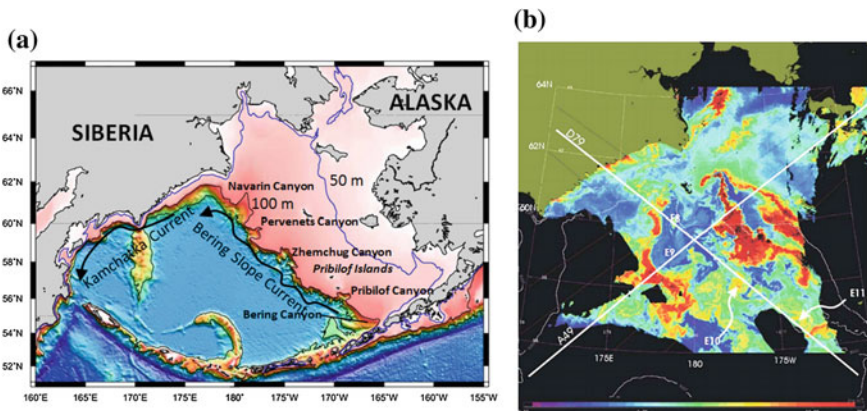 (a)
66°N
64°N
62°N
60°N
58°N
56°N
54°N
52°N
160°E
165°E
170°E
175°E
180°
175°W
170°W
165°W
160°W
155°W
SIBERIA
ALASKA
50 m
100 m
Navarin Canyon
Pervenets Canyon
Zhemchug Canyon
Pribilof Islands
Pribilof Canyon
Bering Canyon
Kamchatka Current
Bering Slope Current
(b)
64N
62N
60N
D79
E8
E9
E10
E11
A49
175E
180
175W